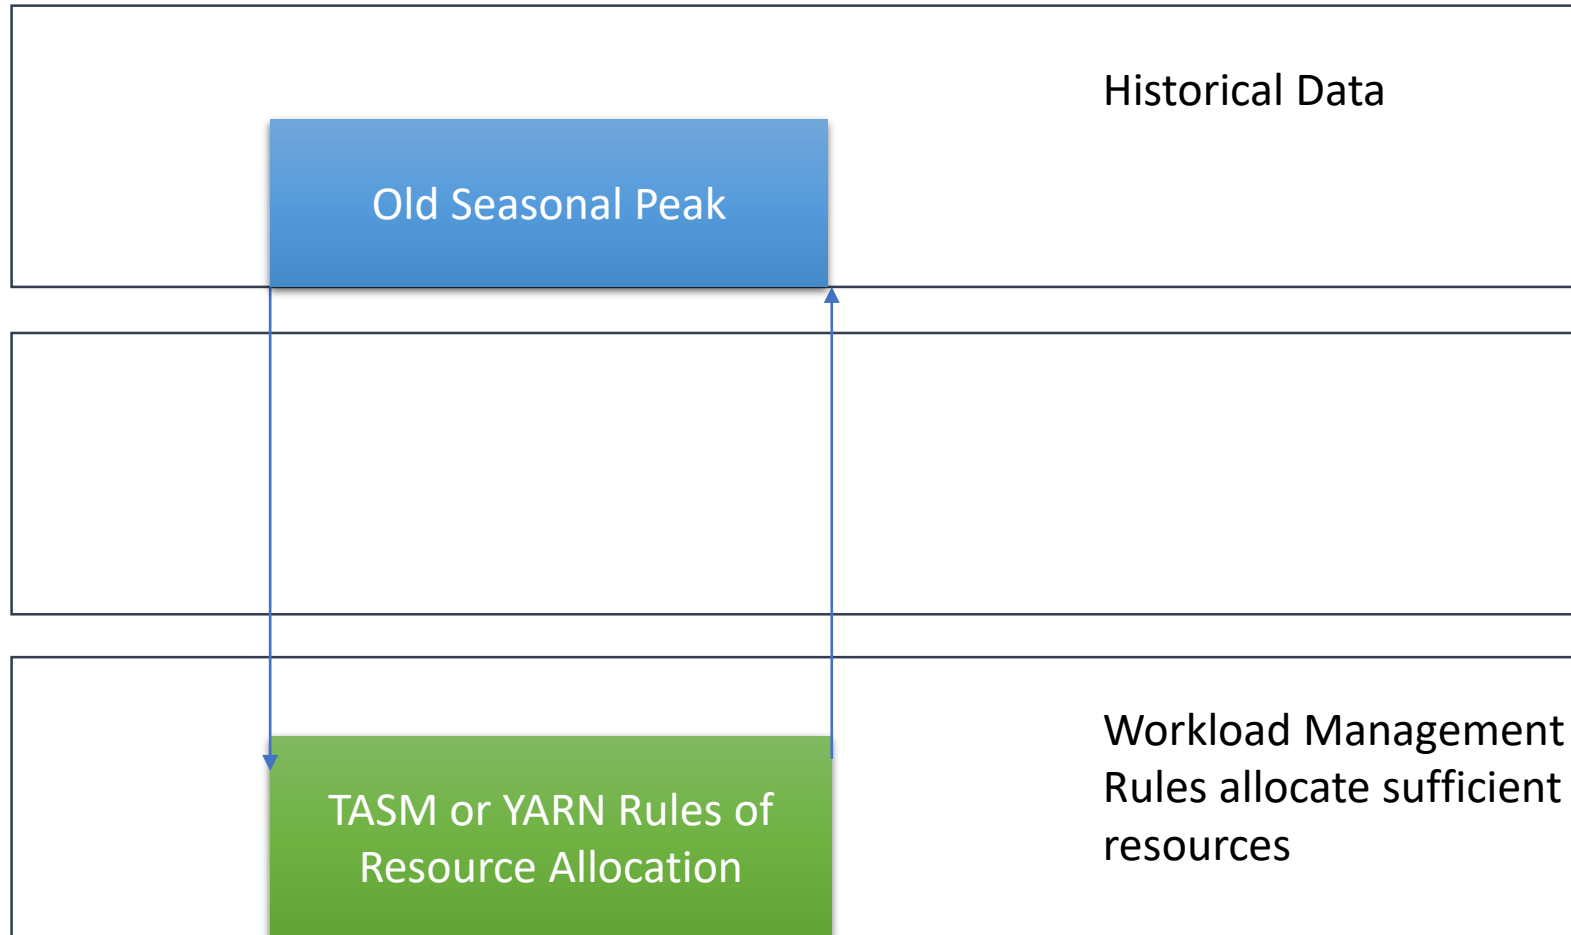 Historical Data
Old Seasonal Peak
TASM or YARN Rules of
Resource Allocation
Workload Management
Rules allocate sufficient
resources